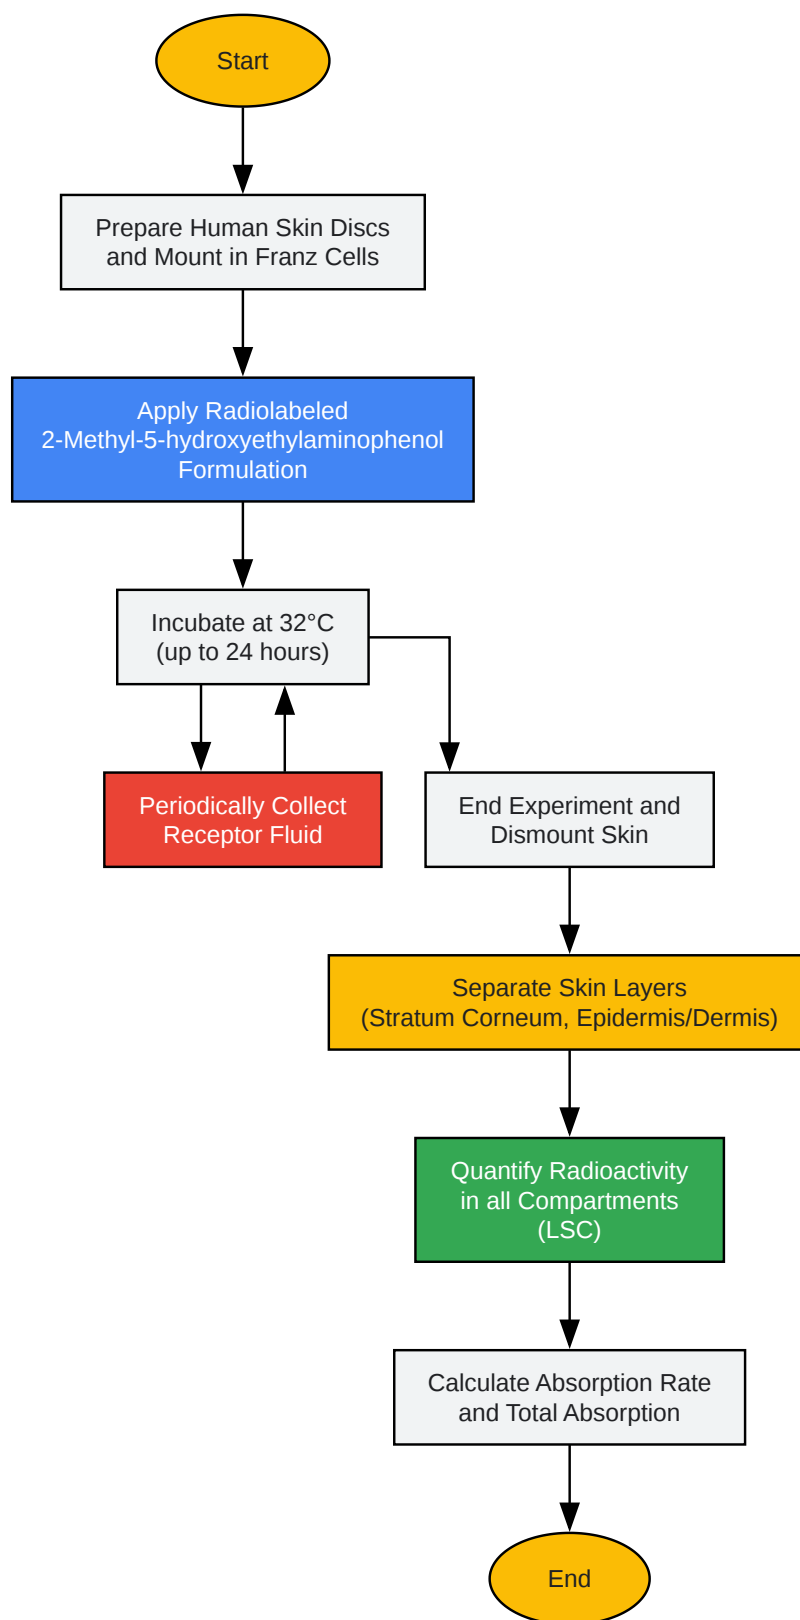 Start
Prepare Human Skin Discs
and Mount in Franz Cells
Apply Radiolabeled
2-Methyl-5-hydroxyethylaminophenol
Formulation
Incubate at 32°C
(up to 24 hours)
Periodically Collect
Receptor Fluid
End Experiment and
Dismount Skin
Separate Skin Layers
(Stratum Corneum, Epidermis/Dermis)
Quantify Radioactivity
in all Compartments
(LSC)
Calculate Absorption Rate
and Total Absorption
End